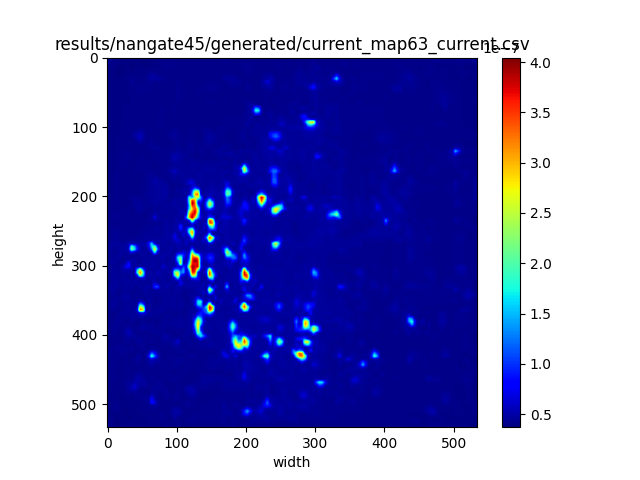 results/nangate45/generated/current_map63_current.csv
1e−7
0
100
200
300
400
500
height
0 100 200 300 400 500
width
4.0
3.5
3.0
2.5
2.0
1.5
1.0
0.5